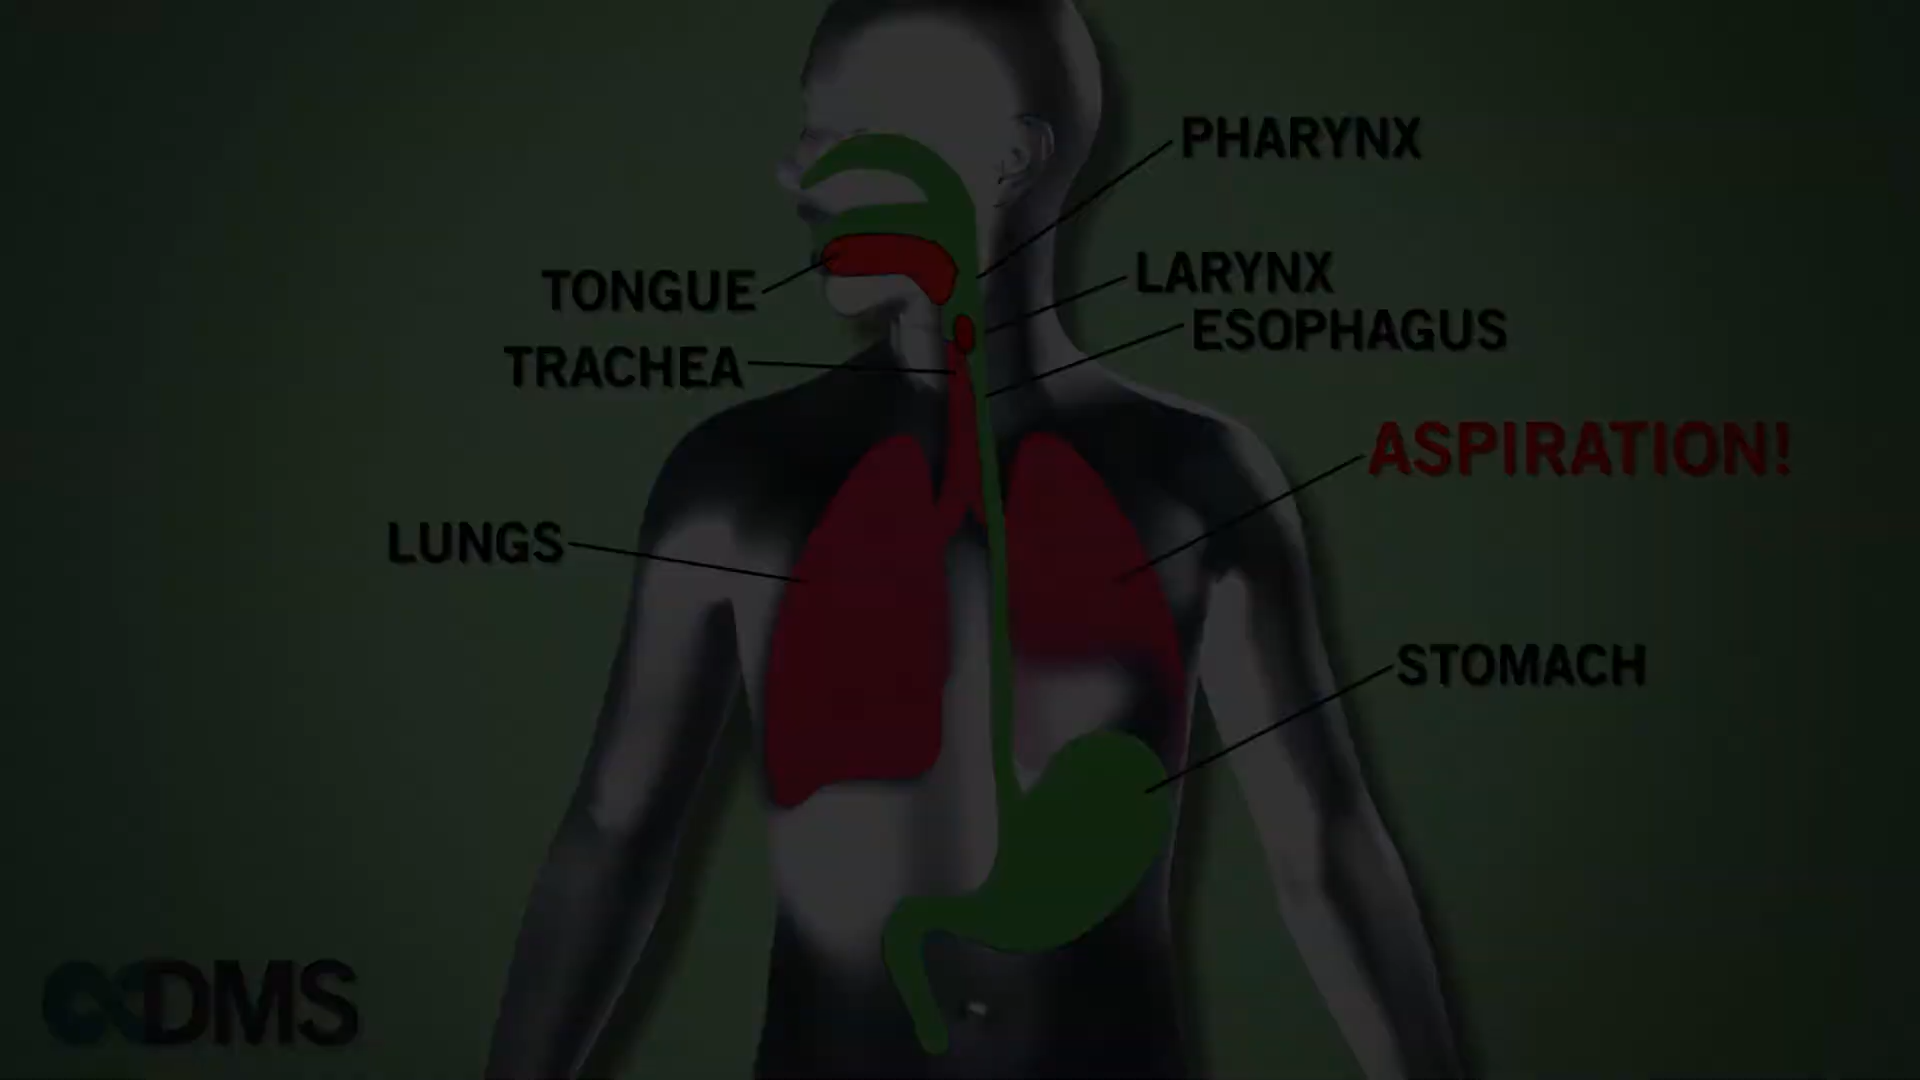 PHARYNX
LARYNX
TONGUE
ESOPHAGUS
TRACHEA
ASPIRATION!
LUNGS
STOMACH
DMS